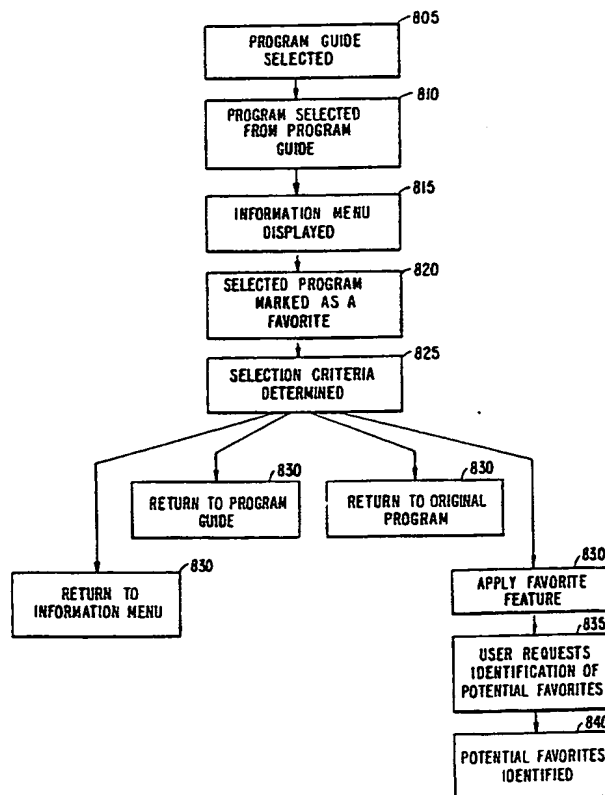 805
PROGRAM GUIDE
SELECTED
810
PROGRAM SELECTED
FROM PROGRAM
GUIDE
815
INFORMATION MENU
DISPLAYED
820
SELECTED PROGRAM
MARKED AS A
FAVORITE
825
SELECTION CRITERIA
DETERMINED
830
RETURN TO
INFORMATION MENU
830
RETURN TO PROGRAM
GUIDE
830
RETURN TO ORIGINAL
PROGRAM
830
APPLY FAVORITE
FEATURE
835
USER REQUESTS
IDENTIFICATION OF
POTENTIAL FAVORITES
840
POTENTIAL FAVORITES
IDENTIFIED